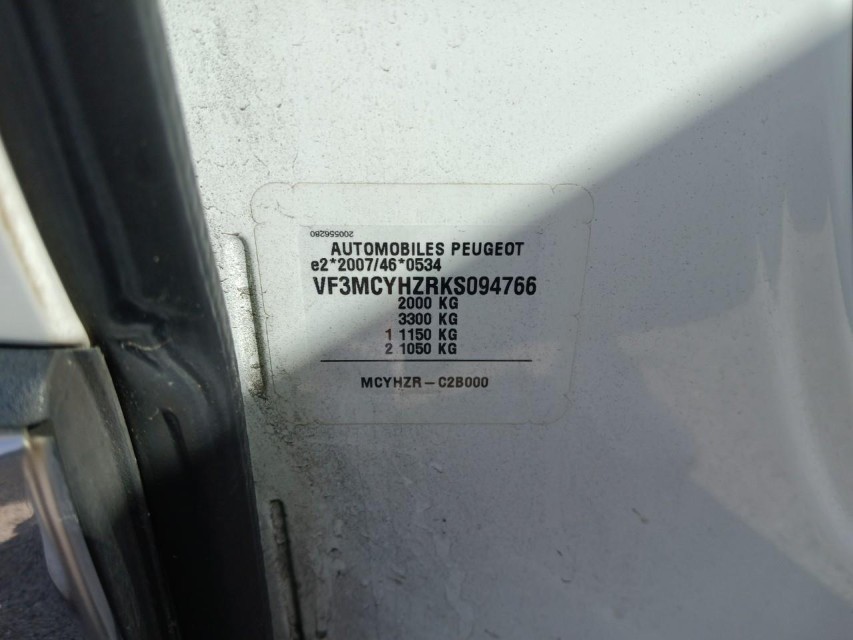 200556280
AUTOMOBILES PEUGEOT
e2*2007/46*0534
VF3MCYHZRKS094766
2000 KG
3300 KG
1 1150 KG
2 1050 KG
MCYHZR – C2B000